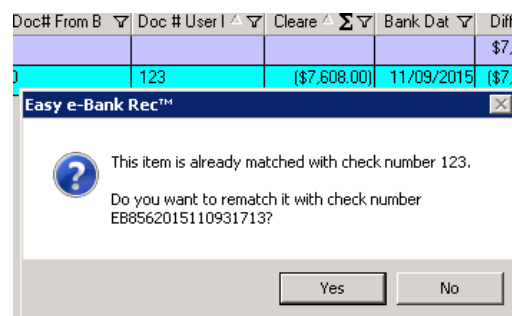 Doc# From B Doc # User I Cleare Σ Bank Dat Diff
$7,
0 123 ($7,608.00) 11/09/2015 ($7,
Easy e-Bank Rec™
This item is already matched with check number 123.
Do you want to rematch it with check number
EB8562015110931713?
Yes No